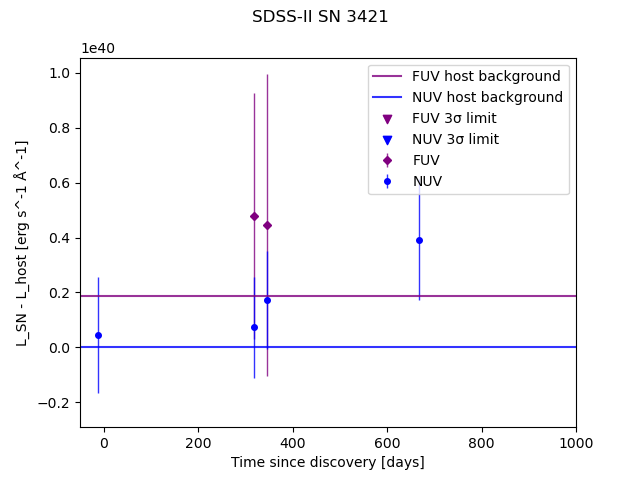 SDSS-II SN 3421
1e40
FUV host background
NUV host background
FUV 3σ limit
NUV 3σ limit
FUV
NUV
1.0
0.8
0.6
0.4
0.2
0.0
−0.2
L_SN - L_host [erg s^-1 Å^-1]
0
200
400
600
800
1000
Time since discovery [days]